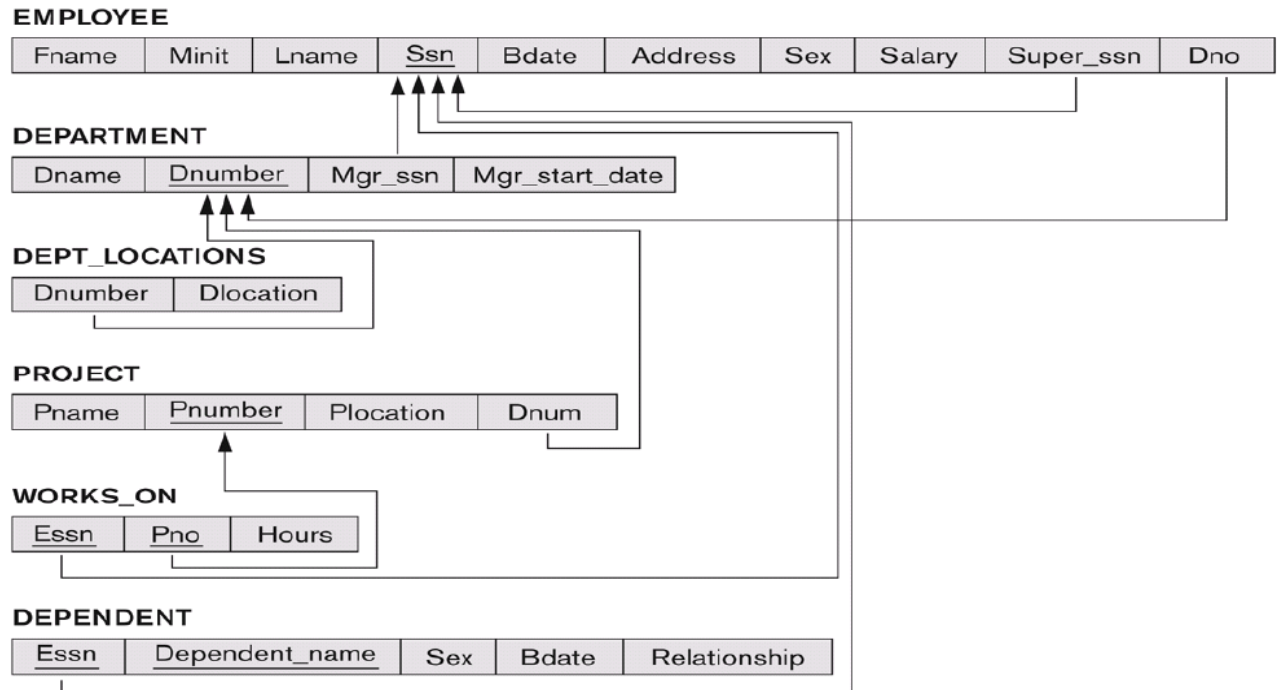 EMPLOYEE
Fname Minit Lname Ssn Bdate Address Sex Salary Super_ssn Dno
DEPARTMENT
Dname Dnumber Mgr_ssn Mgr_start_date
DEPT_LOCATIONS
Dnumber Dlocation
PROJECT
Pname Pnumber Plocation Dnum
WORKS_ON
Essn Pno Hours
DEPENDENT
Essn Dependent_name Sex Bdate Relationship